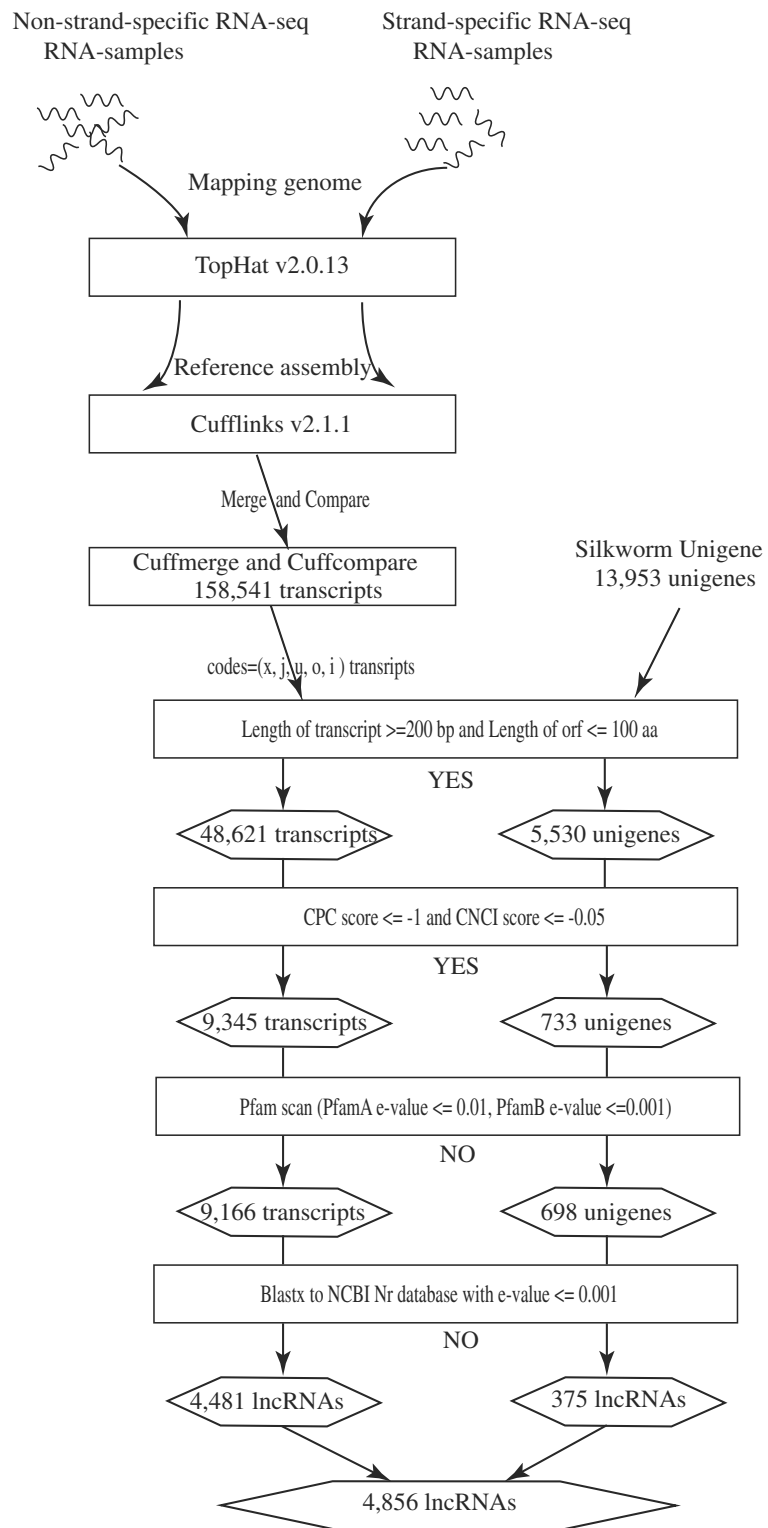 Non-strand-specific RNA-seq
RNA-samples
Strand-specific RNA-seq
RNA-samples
Mapping genome
TopHat v2.0.13
Reference assembly
Cufflinks v2.1.1
Merge and Compare
Cuffmerge and Cuffcompare
158,541 transcripts
Silkworm Unigene
13,953 unigenes
codes=(x, j, u, o, i ) transripts
Length of transcript >=200 bp and Length of orf <= 100 aa
YES
48,621 transcripts
5,530 unigenes
CPC score <= -1 and CNCI score <= -0.05
YES
9,345 transcripts
733 unigenes
Pfam scan (PfamA e-value <= 0.01, PfamB e-value <=0.001)
NO
9,166 transcripts
698 unigenes
Blastx to NCBI Nr database with e-value <= 0.001
NO
4,481 lncRNAs
375 lncRNAs
4,856 lncRNAs